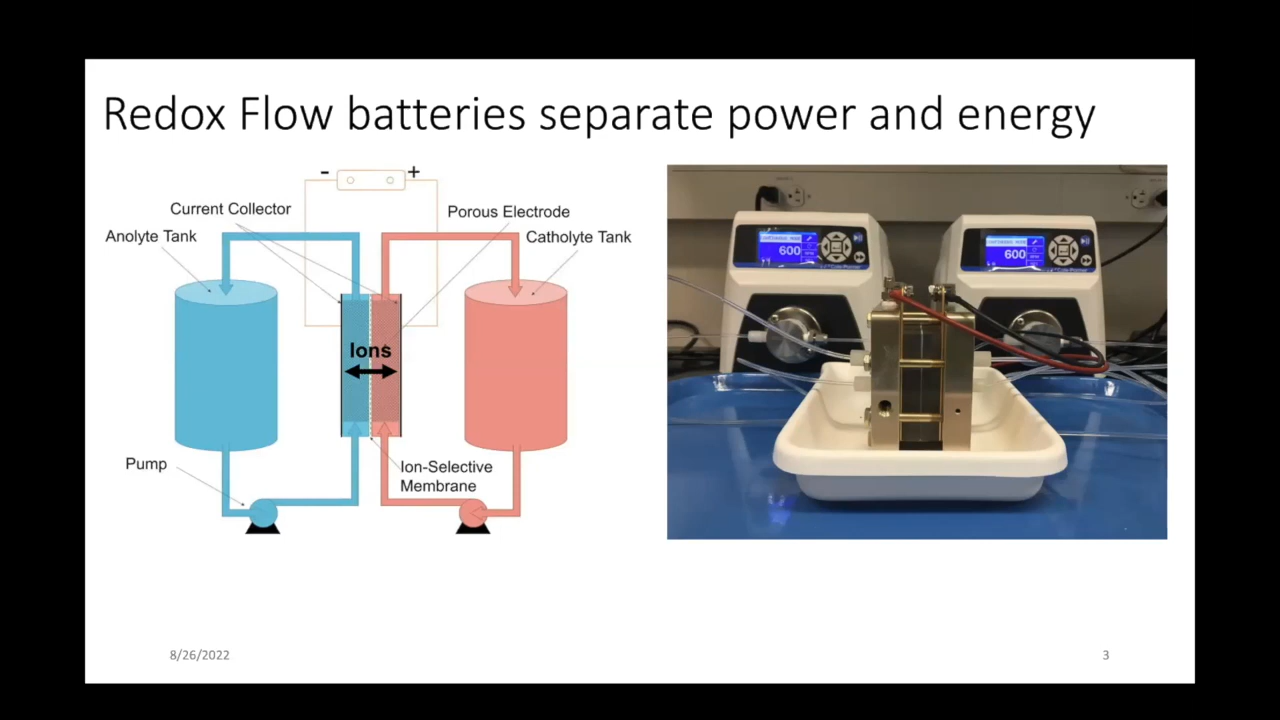 Redox Flow batteries separate power and energy
- +
Current Collector
Porous Electrode
Anolyte Tank
Catholyte Tank
Ions
Pump
Ion-Selective
Membrane
600
600
8/26/2022
3